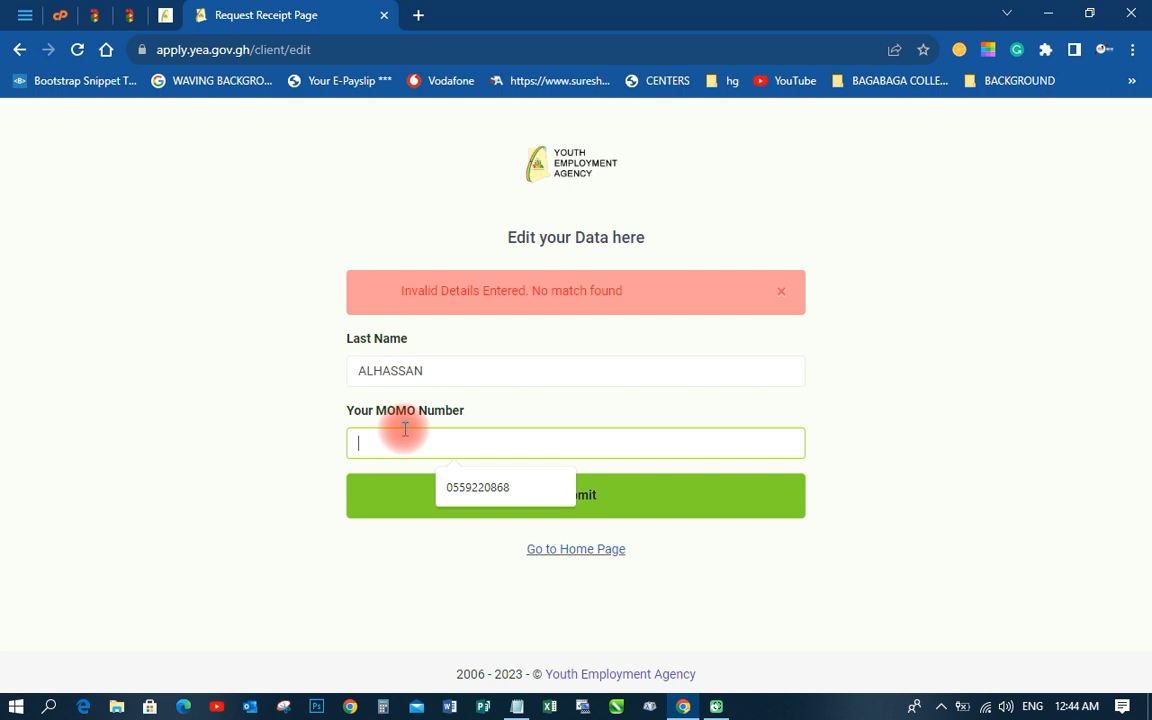 Request Receipt Page
apply.yea.gov.gh/client/edit
Bootstrap Snippet T... WAVING BACKGRO... Your E-Payslip *** Vodafone https://www.suresh... CENTERS hg YouTube BAGABAGA COLLE... BACKGROUND »
YOUTH
EMPLOYMENT
AGENCY
Edit your Data here
Invalid Details Entered. No match found
Last Name
ALHASSAN
Your MOMO Number
0559220868
mit
Go to Home Page
2006 - 2023 - © Youth Employment Agency
ENG 12:44 AM